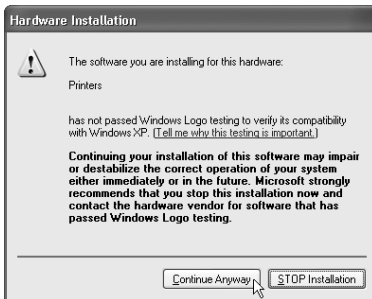 Hardware Installation
The software you are installing for this hardware:
Printers
has not passed Windows Logo testing to verify its compatibility
with Windows XP. (Tell me why this testing is important.)
Continuing your installation of this software may impair
or destabilize the correct operation of your system
either immediately or in the future. Microsoft strongly
recommends that you stop this installation now and
contact the hardware vendor for software that has
passed Windows Logo testing.
Continue Anyway STOP Installation